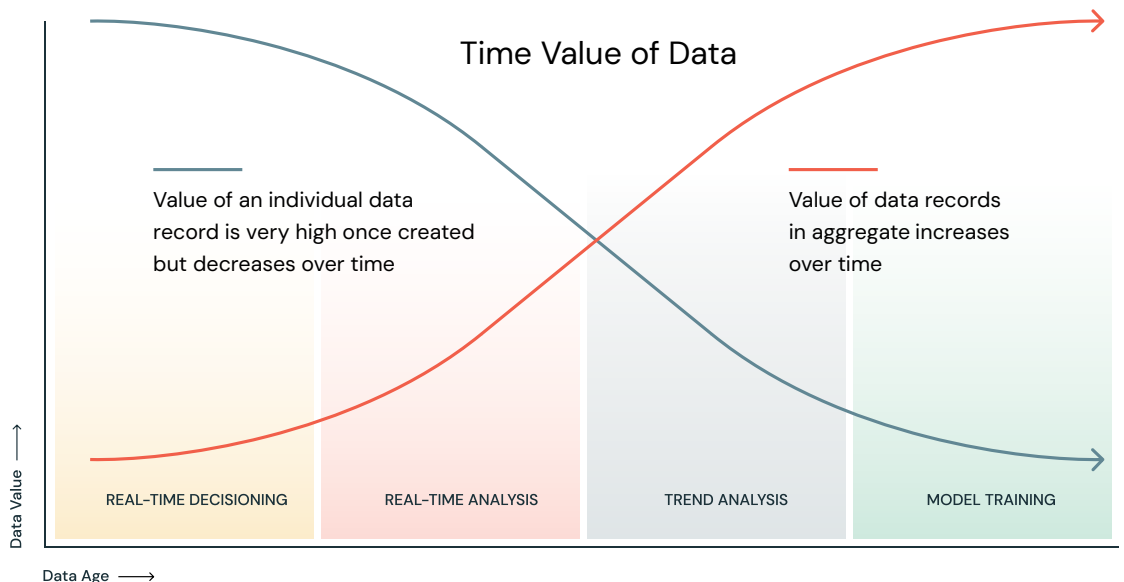 Time Value of Data
Value of an individual data
record is very high once created
but decreases over time
Value of data records
in aggregate increases
over time
REAL-TIME DECISIONING
REAL-TIME ANALYSIS
TREND ANALYSIS
MODEL TRAINING
Data Value
Data Age